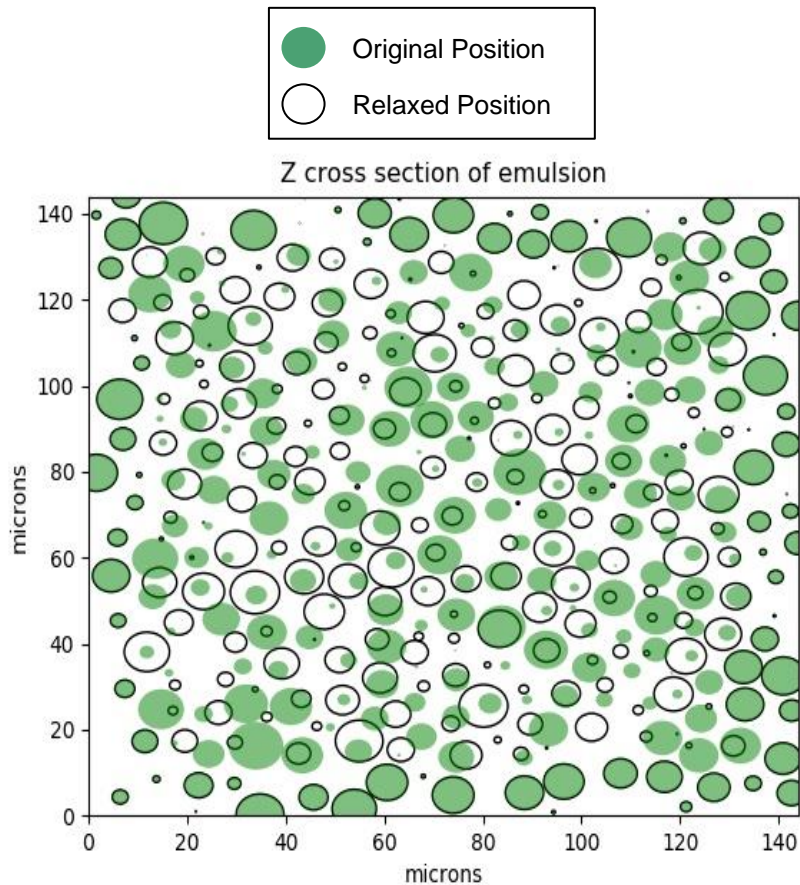 Original Position
Relaxed Position
Z cross section of emulsion
140
120
100
80
60
40
20
0
microns
0 20 40 60 80 100 120 140
microns